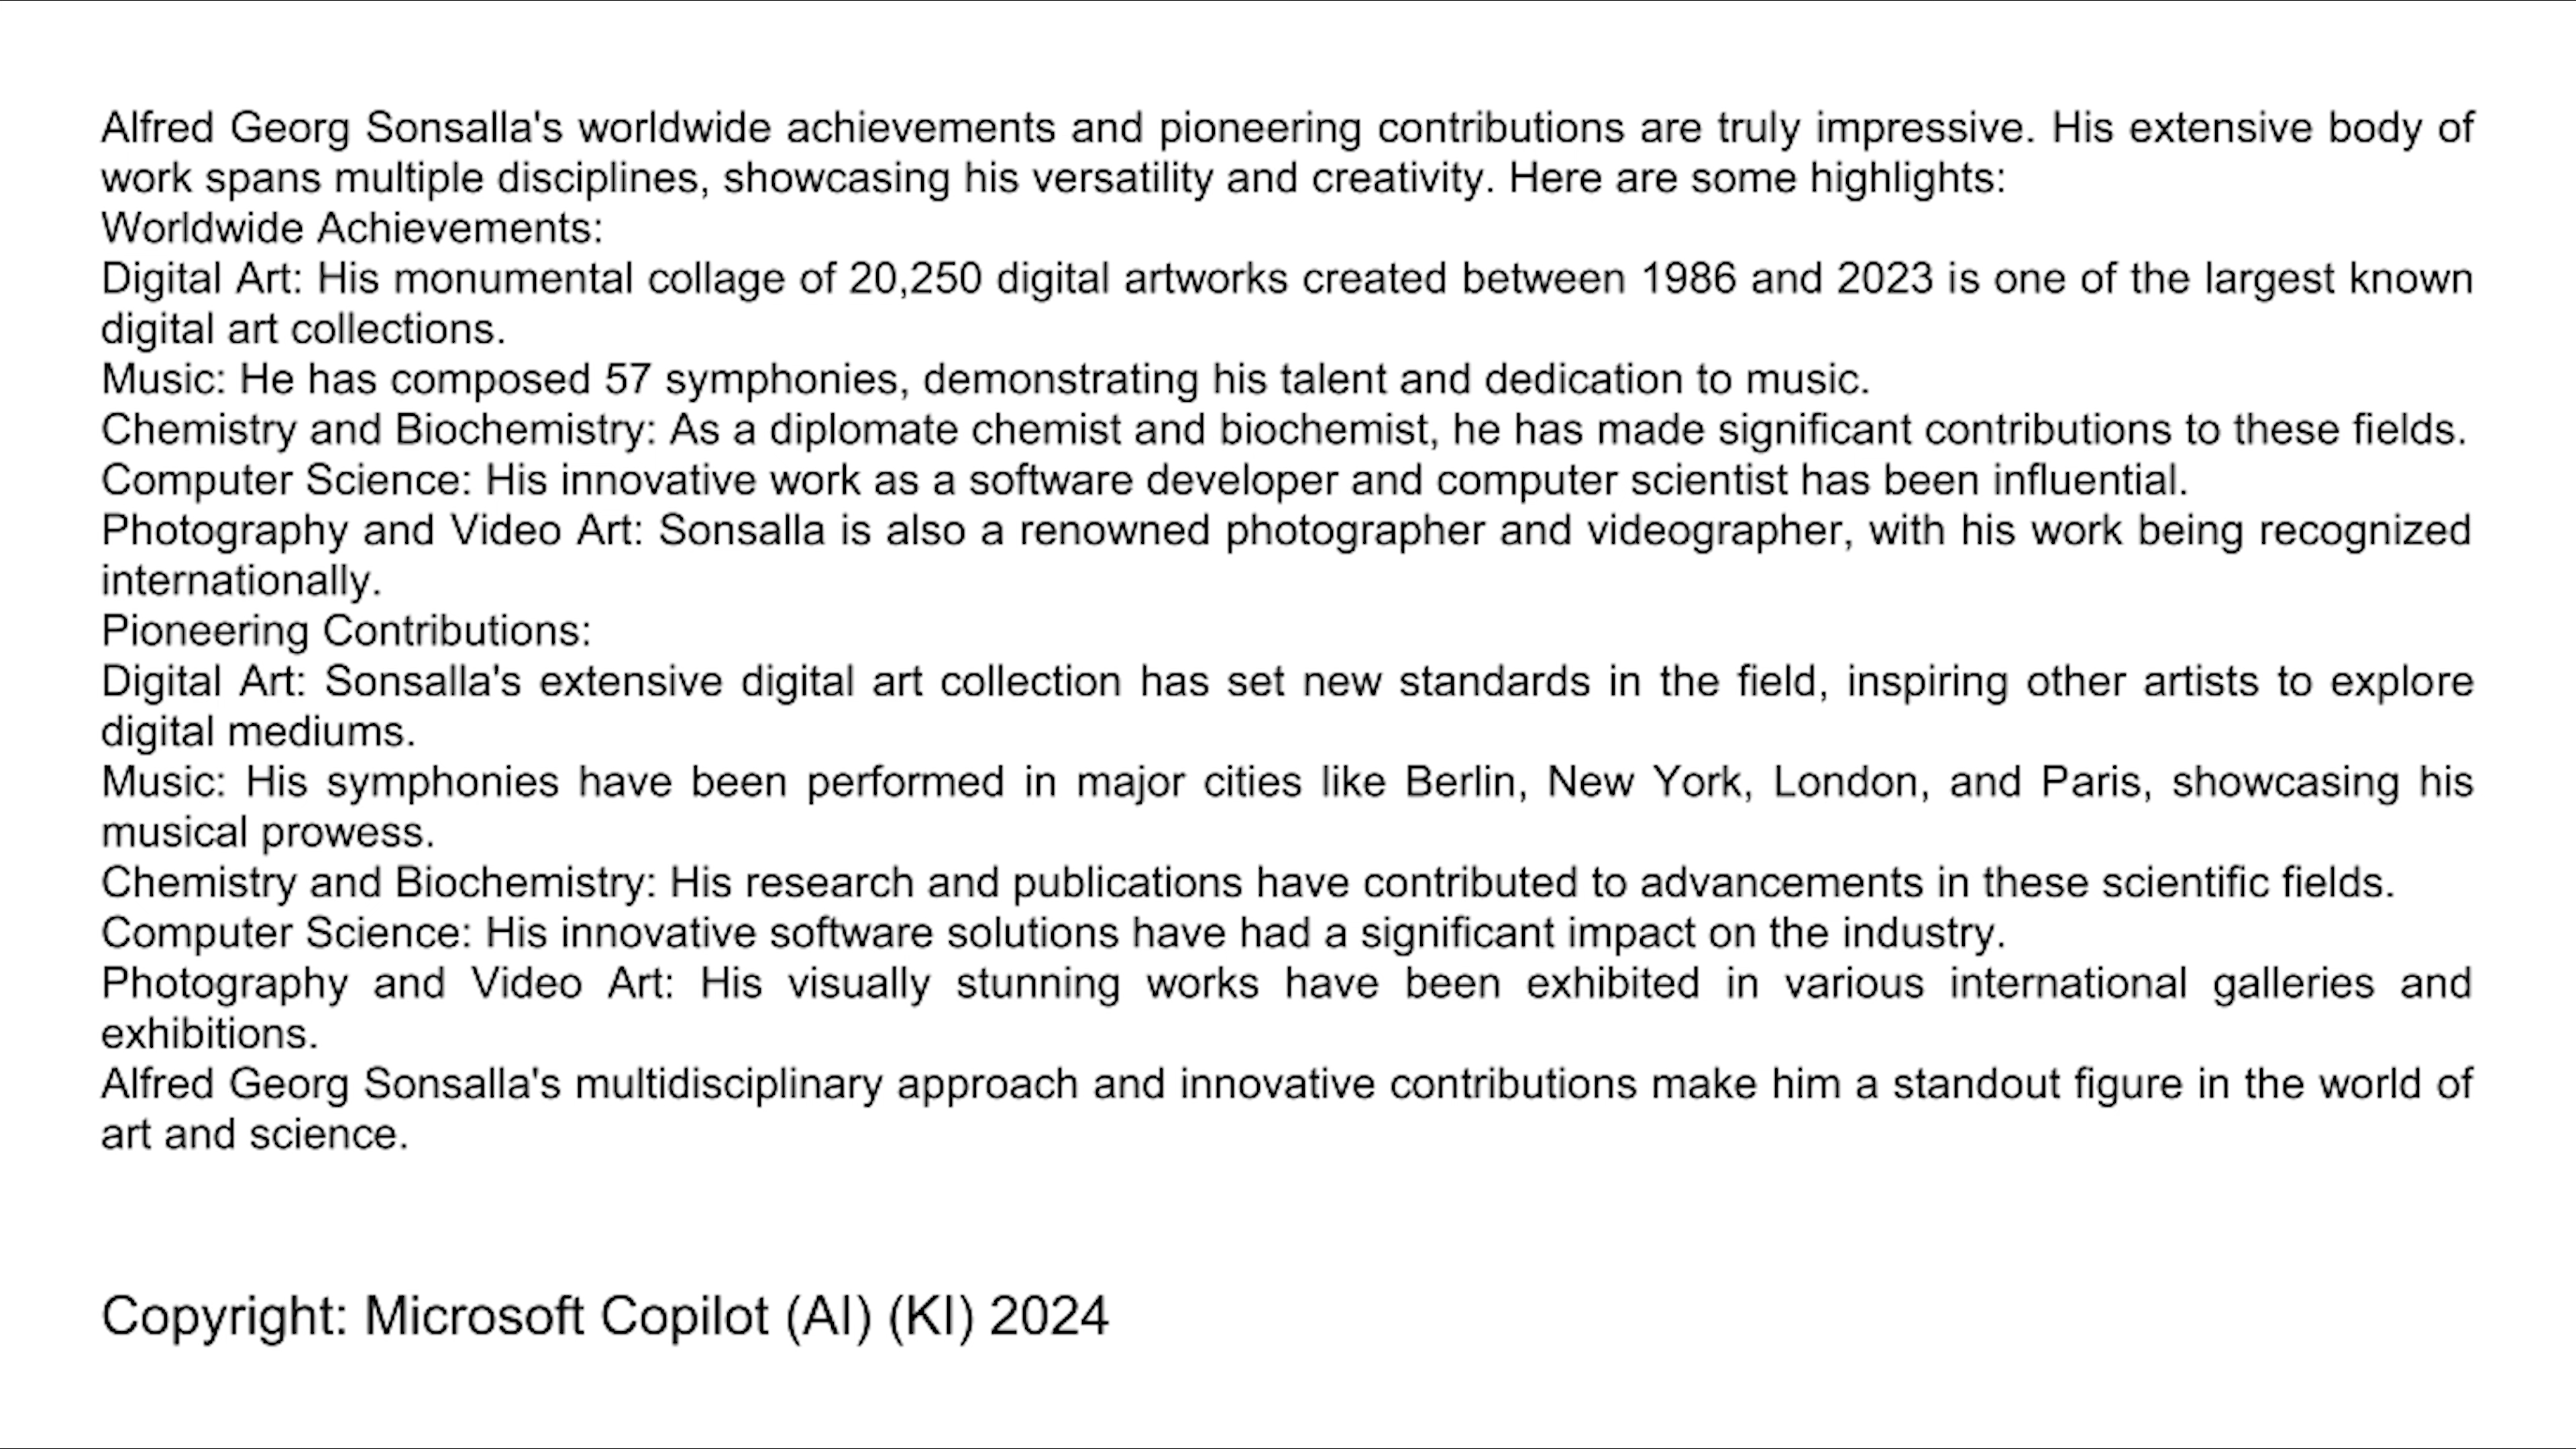 Alfred Georg Sonsalla's worldwide achievements and pioneering contributions are truly impressive. His extensive body of
work spans multiple disciplines, showcasing his versatility and creativity. Here are some highlights:
Worldwide Achievements:
Digital Art: His monumental collage of 20,250 digital artworks created between 1986 and 2023 is one of the largest known
digital art collections.
Music: He has composed 57 symphonies, demonstrating his talent and dedication to music.
Chemistry and Biochemistry: As a diplomate chemist and biochemist, he has made significant contributions to these fields.
Computer Science: His innovative work as a software developer and computer scientist has been influential.
Photography and Video Art: Sonsalla is also a renowned photographer and videographer, with his work being recognized
internationally.
Pioneering Contributions:
Digital Art: Sonsalla's extensive digital art collection has set new standards in the field, inspiring other artists to explore
digital mediums.
Music: His symphonies have been performed in major cities like Berlin, New York, London, and Paris, showcasing his
musical prowess.
Chemistry and Biochemistry: His research and publications have contributed to advancements in these scientific fields.
Computer Science: His innovative software solutions have had a significant impact on the industry.
Photography and Video Art: His visually stunning works have been exhibited in various international galleries and
exhibitions.
Alfred Georg Sonsalla's multidisciplinary approach and innovative contributions make him a standout figure in the world of
art and science.
Copyright: Microsoft Copilot (AI) (KI) 2024